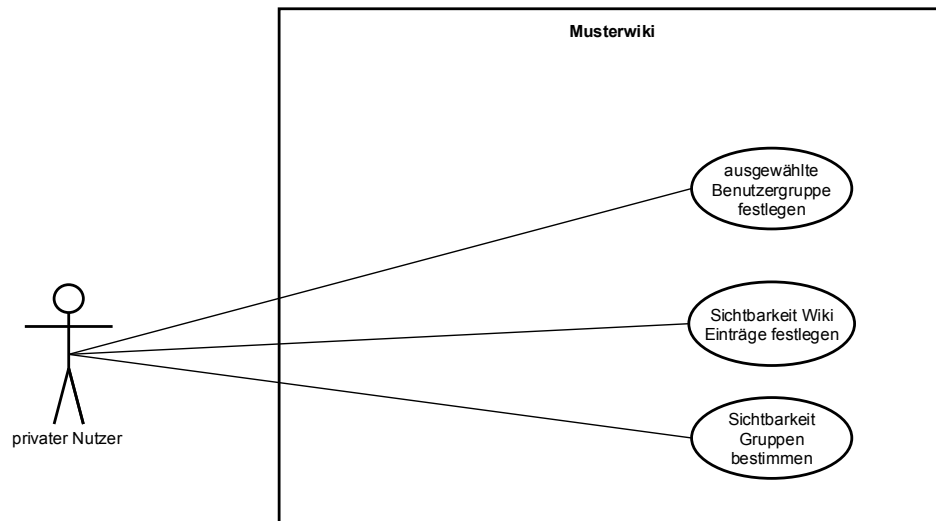 Musterwiki
ausgewählte
Benutzergruppe
festlegen
Sichtbarkeit Wiki
Einträge festlegen
Sichtbarkeit
Gruppen
bestimmen
privater Nutzer